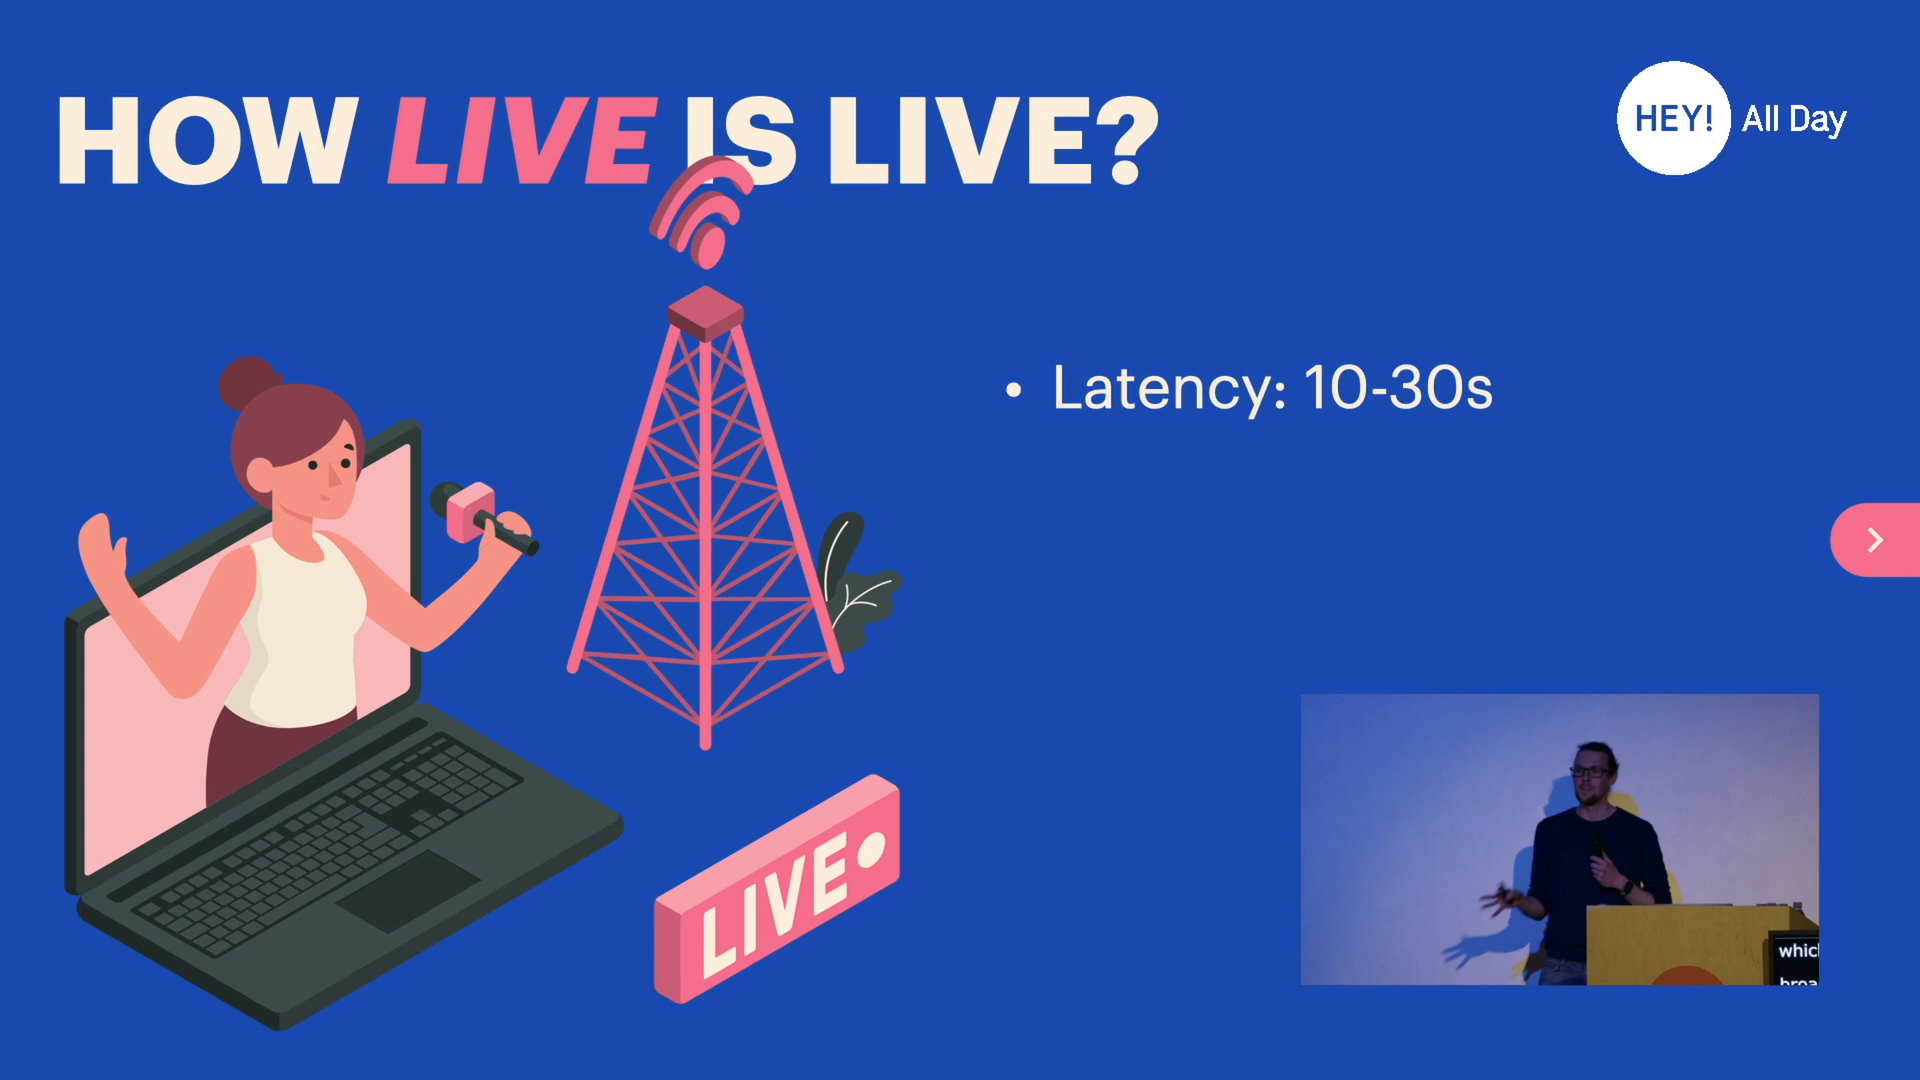 HOW LIVE IS LIVE?
HEY! All Day
• Latency: 10-30s
LIVE